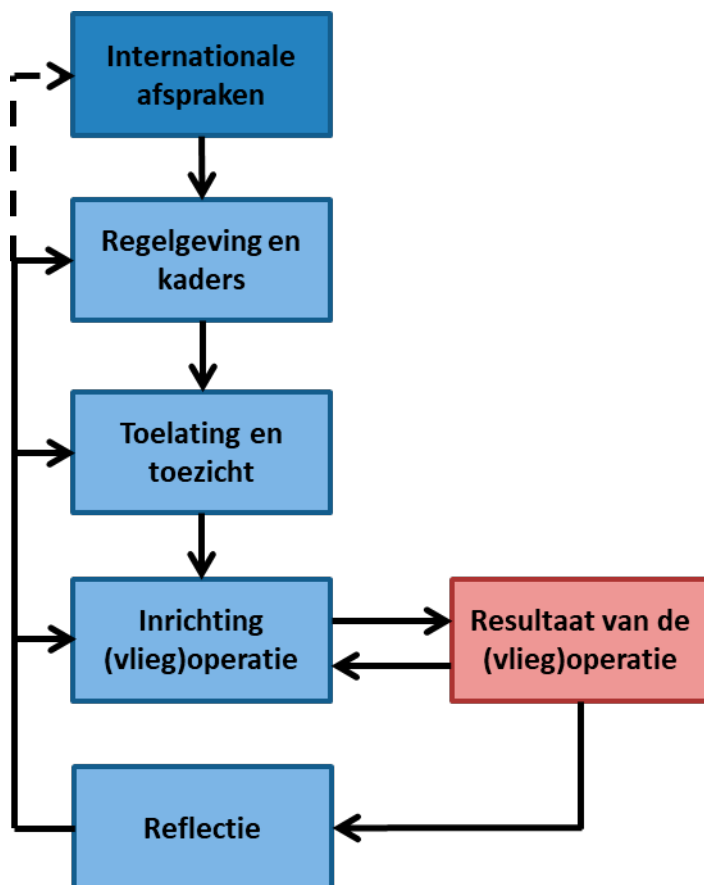 Internationale
afspraken
Regelgeving en
kaders
Toelating en
toezicht
Inrichting
(vlieg)operatie
Resultaat van de
(vlieg)operatie
Reflectie